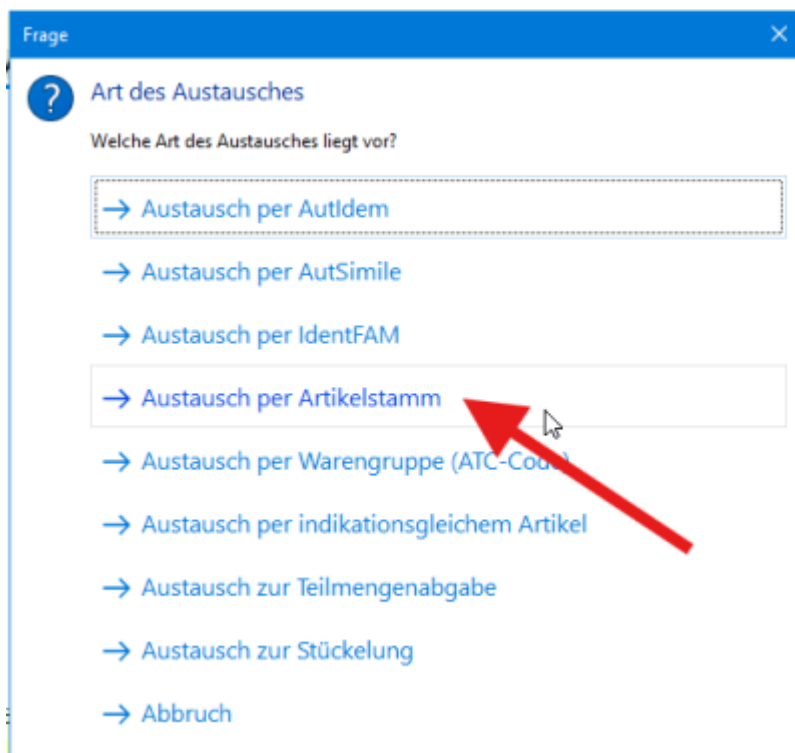 Frage
Art des Austausches
Welche Art des Austausches liegt vor?
Austausch per AutIdem
Austausch per AutSimile
Austausch per IdentFAM
Austausch per Artikelstamm
Austausch per Warengruppe (ATC-Code)
Austausch per indikationsgleichem Artikel
Austausch zur Teilmengenabgabe
Austausch zur Stückelung
Abbruch